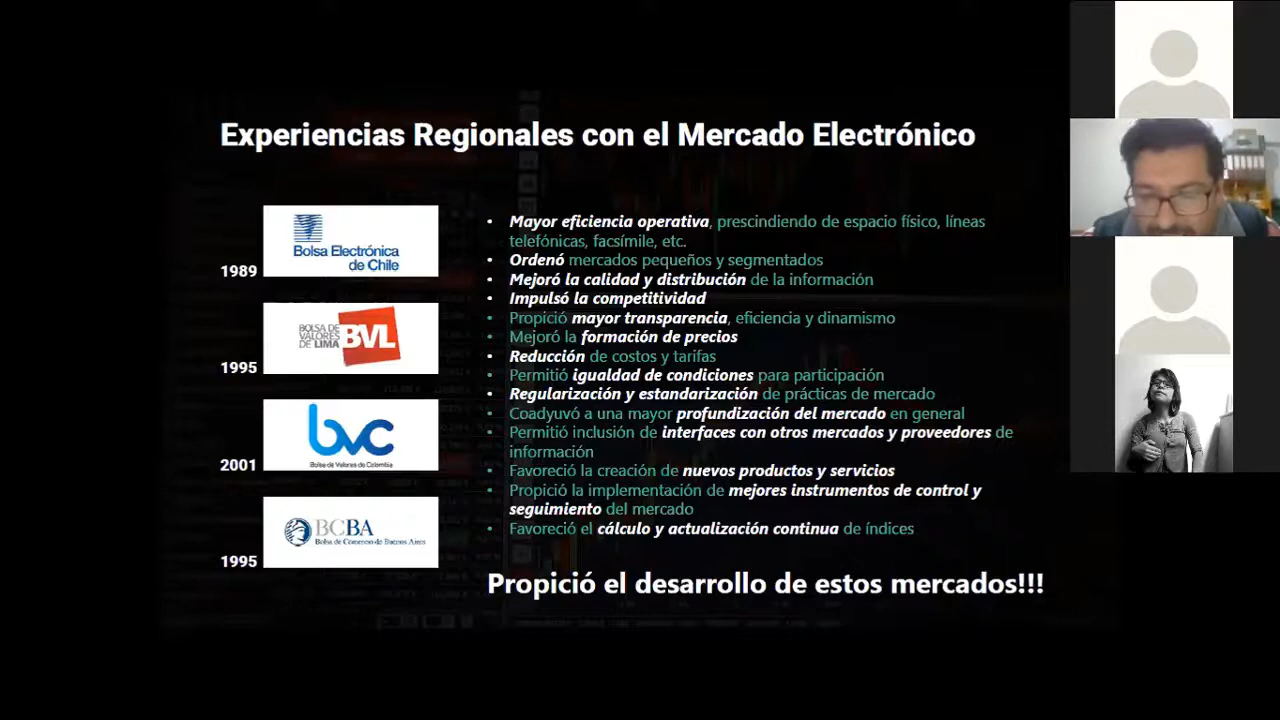 Experiencias Regionales con el Mercado Electrónico
Bolsa Electrónica
de Chile
1989
BOLSA DE
VALORES
DE LIMA
BVL
1995
bvc
Bolsa de Valores de Colombia
2001
BCBA
Bolsa de Comercio de Buenos Aires
1995
• Mayor eficiencia operativa, prescindiendo de espacio físico, líneas
telefónicas, facsímile, etc.
• Ordenó mercados pequeños y segmentados
• Mejoró la calidad y distribución de la información
• Impulsó la competitividad
• Propició mayor transparencia, eficiencia y dinamismo
• Mejoró la formación de precios
• Reducción de costos y tarifas
• Permitió igualdad de condiciones para participación
• Regularización y estandarización de prácticas de mercado
• Coadyuvó a una mayor profundización del mercado en general
• Permitió inclusión de interfaces con otros mercados y proveedores de
información
• Favoreció la creación de nuevos productos y servicios
• Propició la implementación de mejores instrumentos de control y
seguimiento del mercado
• Favoreció el cálculo y actualización continua de índices
Propició el desarrollo de estos mercados!!!